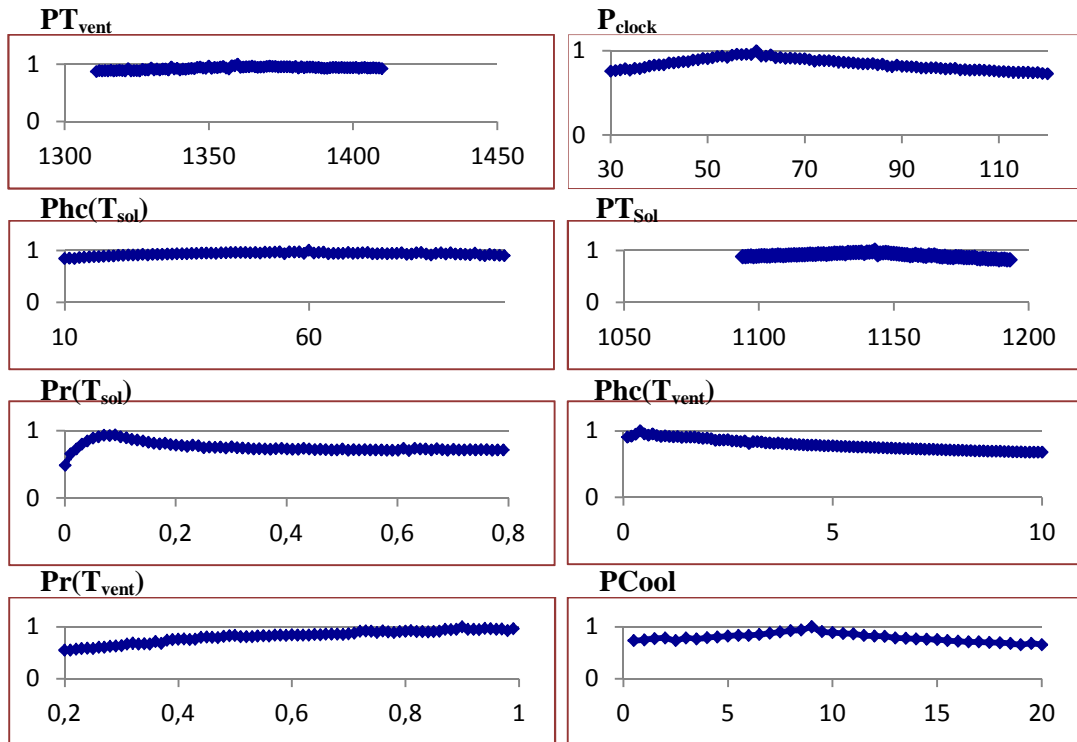 PTvent
1
0
1300 1350 1400 1450
Pclock
1
0
30 50 70 90 110
Phc(Tsol)
1
0
10 60
PTSol
1
0
1050 1100 1150 1200
Pr(Tsol)
1
0
0 0,2 0,4 0,6 0,8
Phc(Tvent)
1
0
0 5 10
Pr(Tvent)
1
0
0,2 0,4 0,6 0,8 1
PCool
1
0
0 5 10 15 20